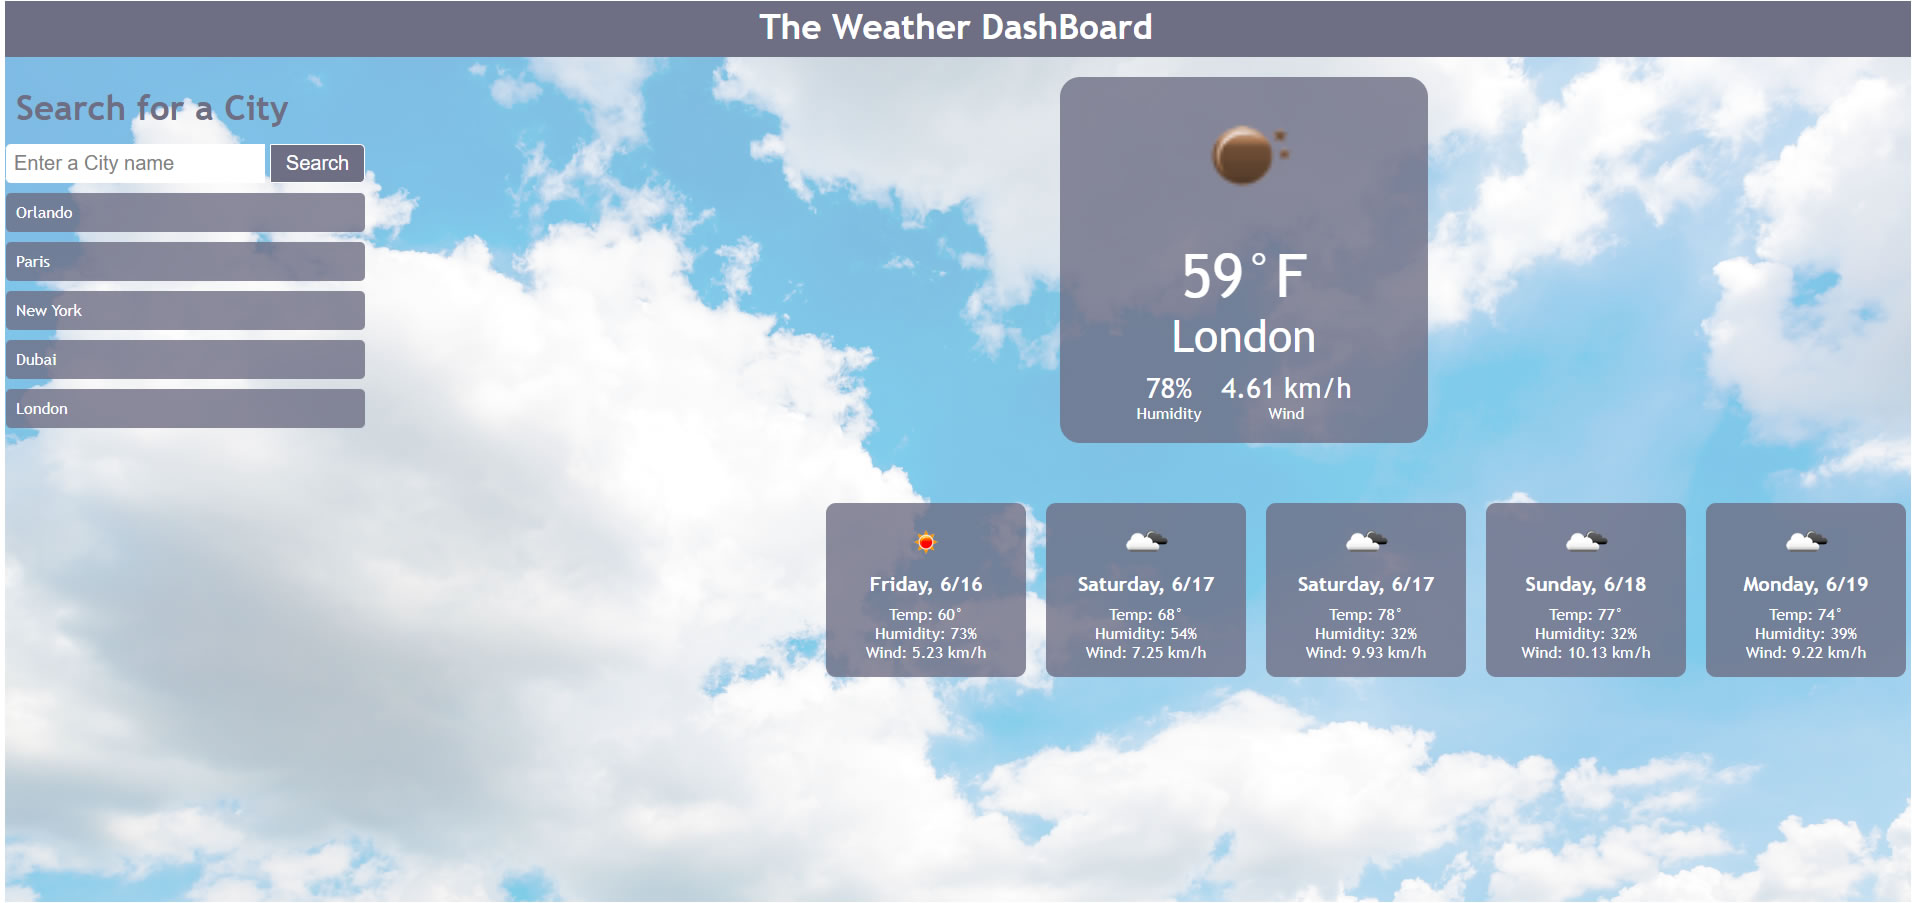 The Weather DashBoard
Search for a City
Enter a City name
Search
Orlando
Paris
New York
Dubai
London
59°F
London
78% 4.61 km/h
Humidity Wind
Friday, 6/16
Temp: 60°
Humidity: 73%
Wind: 5.23 km/h
Saturday, 6/17
Temp: 68°
Humidity: 54%
Wind: 7.25 km/h
Saturday, 6/17
Temp: 78°
Humidity: 32%
Wind: 9.93 km/h
Sunday, 6/18
Temp: 77°
Humidity: 32%
Wind: 10.13 km/h
Monday, 6/19
Temp: 74°
Humidity: 39%
Wind: 9.22 km/h